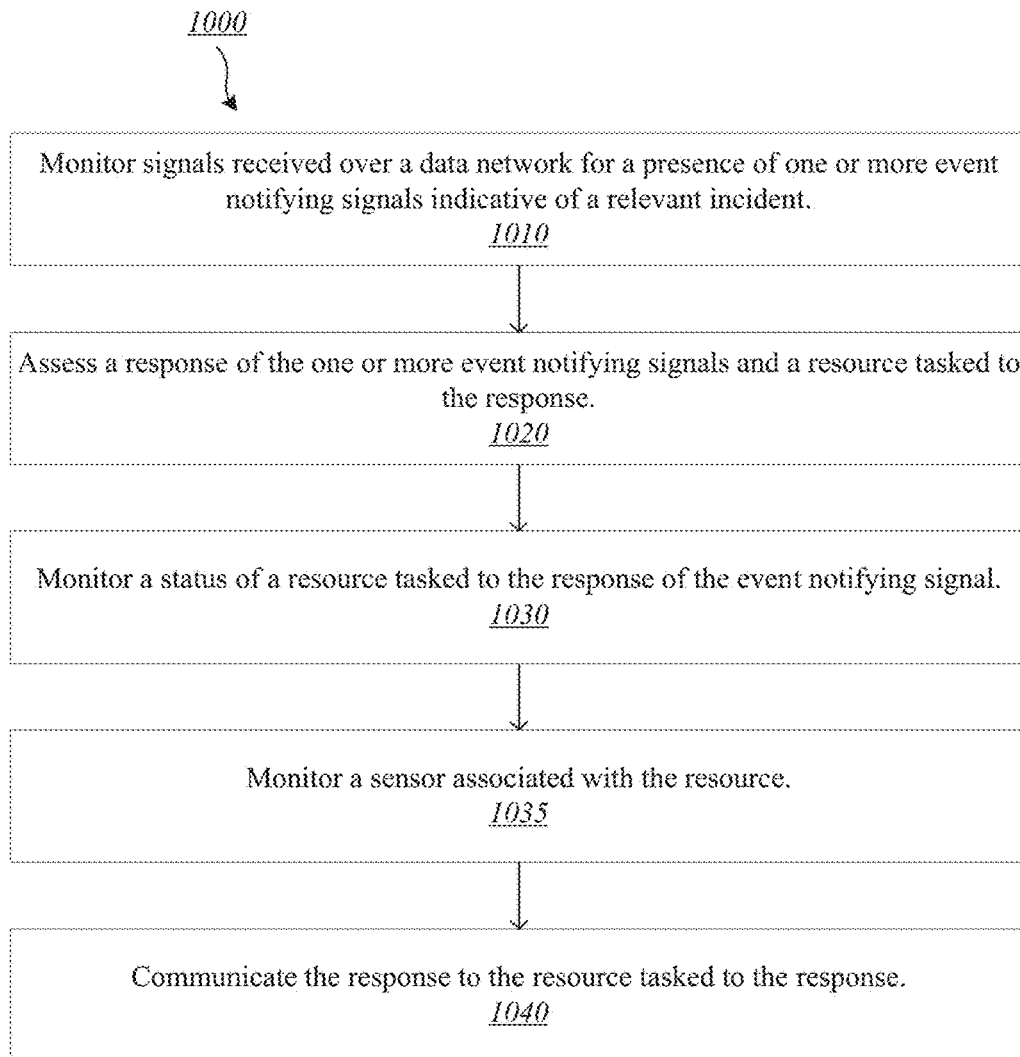 1000
Monitor signals received over a data network for a presence of one or more event
notifying signals indicative of a relevant incident.
1010
Assess a response of the one or more event notifying signals and a resource tasked to
the response.
1020
Monitor a status of a resource tasked to the response of the event notifying signal.
1030
Monitor a sensor associated with the resource.
1035
Communicate the response to the resource tasked to the response.
1040